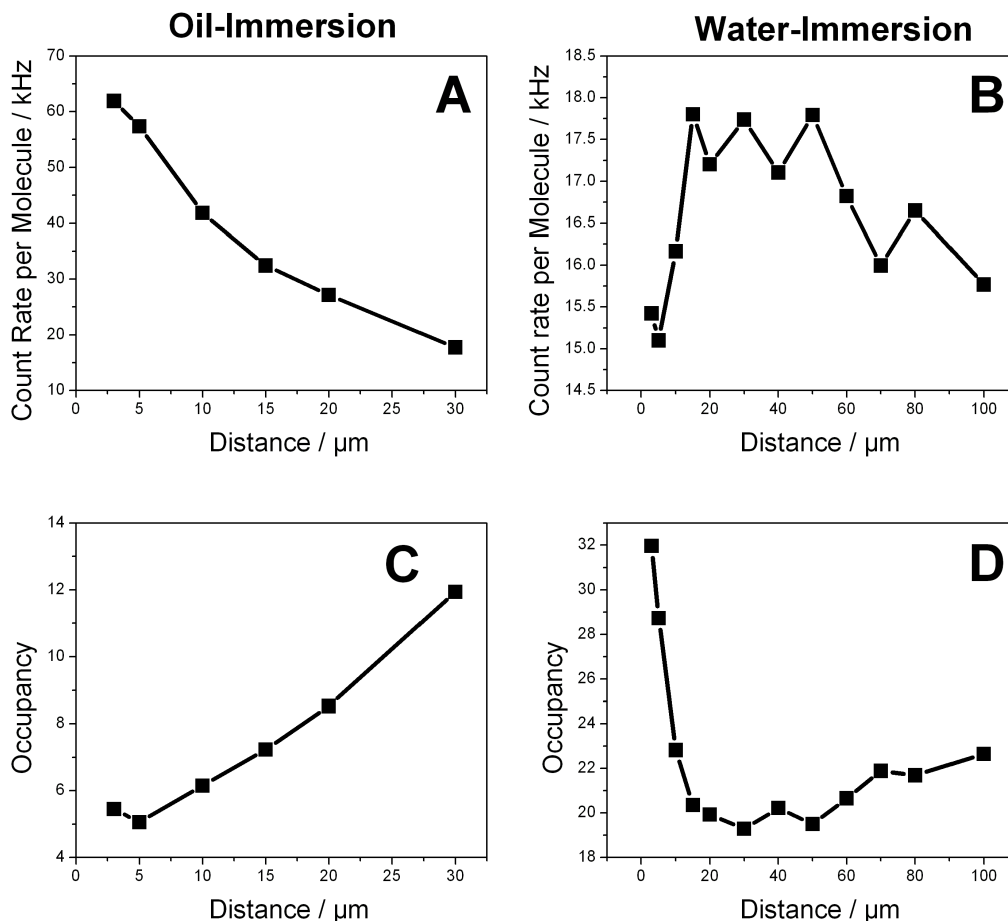 Oil-Immersion
Water-Immersion
A
Count Rate per Molecule / kHz
70
60
50
40
30
20
10
0 5 10 15 20 25 30
Distance / µm
B
Count rate per Molecule / kHz
18.5
18.0
17.5
17.0
16.5
16.0
15.5
15.0
14.5
0 20 40 60 80 100
Distance / µm
C
Occupancy
14
12
10
8
6
4
0 5 10 15 20 25 30
Distance / µm
D
Occupancy
32
30
28
26
24
22
20
18
0 20 40 60 80 100
Distance / µm